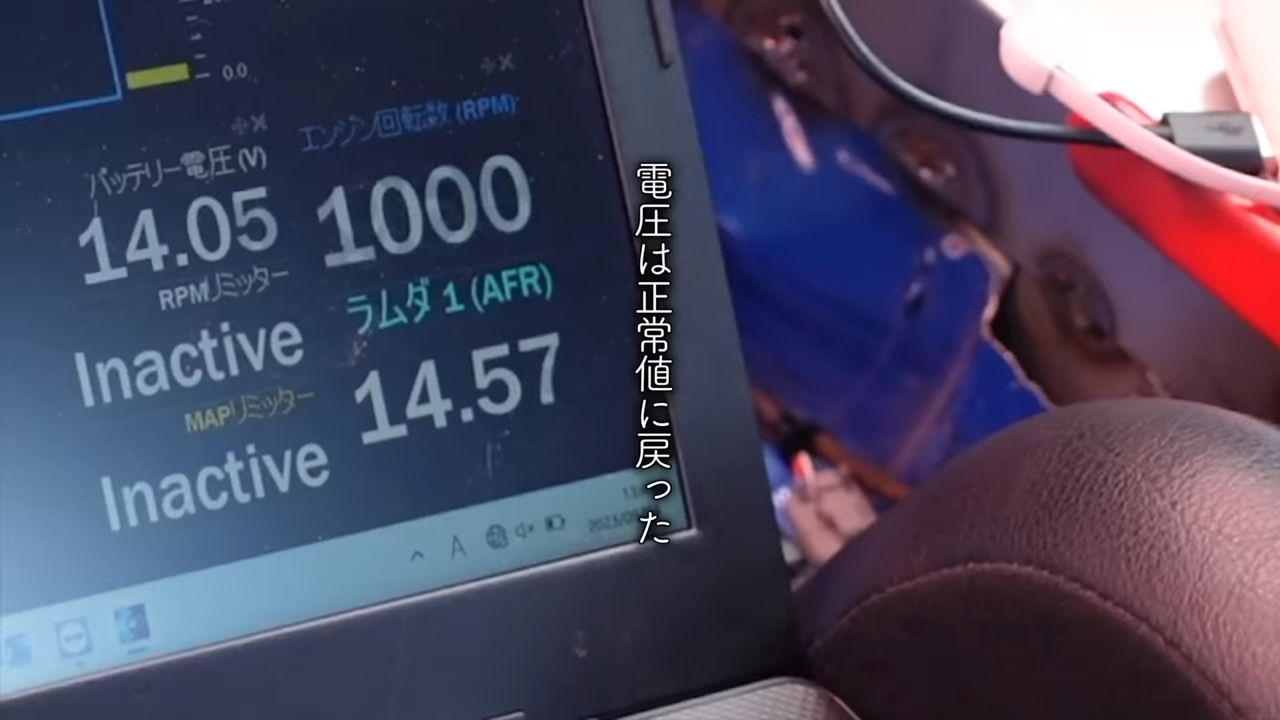 0.0
バッテリー電圧(V)
14.05
エンジン回転数(RPM)
1000
RPMリミッター
Inactive
ラムダ 1 (AFR)
14.57
MAPリミッター
Inactive
A
電圧は正常値に戻った